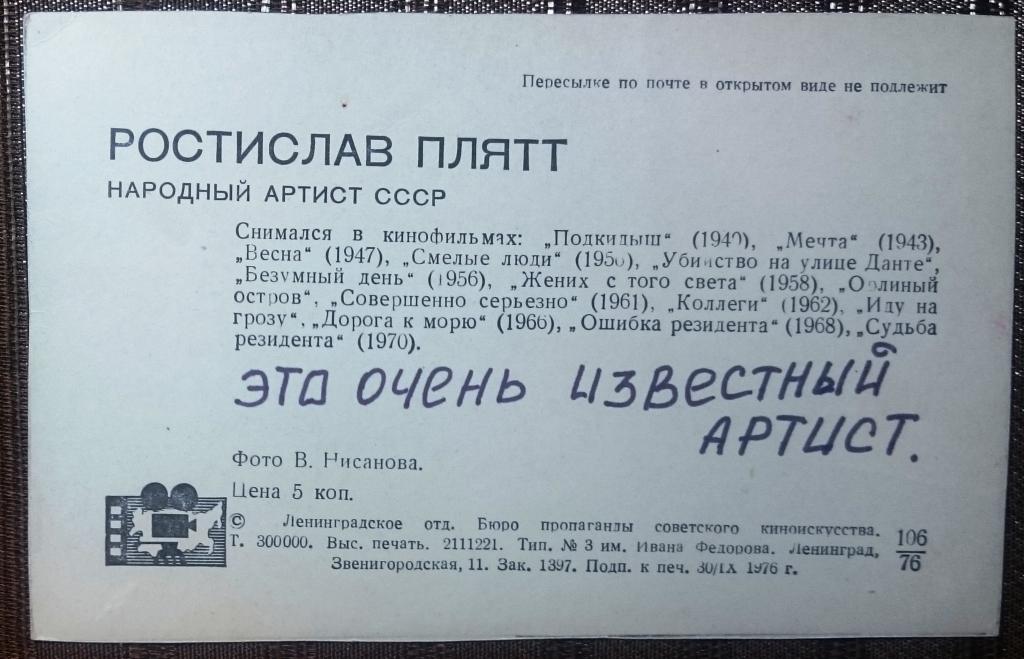 Пересылке по почте в открытом виде не подлежит
РОСТИСЛАВ ПЛЯТТ
НАРОДНЫЙ АРТИСТ СССР
Снимался в кинофильмах: „Подкидыш“ (1940), „Мечта“ (1943),
„Весна“ (1947), „Смелые люди“ (1950), „Убийство на улице Данте“,
„Безумный день“ (1956), „Жених с того света“ (1958), „Орлиный
остров“, „Совершенно серьезно“ (1961), „Коллеги“ (1962), „Иду на
грозу“, „Дорога к морю“ (1966), „Ошибка резидента“ (1968), „Судьба
резидента“ (1970).
ЭТО ОЧЕНЬ ИЗВЕСТНЫЙ
АРТИСТ.
Фото В. Нисанова.
Цена 5 коп.
© Ленинградское отд. Бюро пропаганды советского киноискусства.
Т. 300000. Выс. печать. 2111221. Тип. № 3 им. Ивана Федорова. Ленинград,
Звенигородская, 11. Зак. 1397. Подп. к печ. 30/IX 1976 г.
106
76